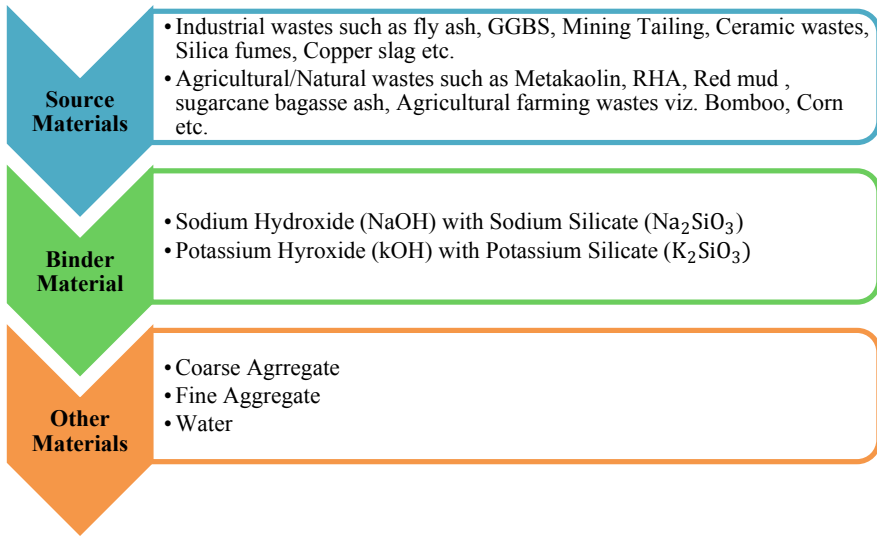 Source
Materials
• Industrial wastes such as fly ash, GGBS, Mining Tailing, Ceramic wastes,
Silica fumes, Copper slag etc.
• Agricultural/Natural wastes such as Metakaolin, RHA, Red mud ,
sugarcane bagasse ash, Agricultural farming wastes viz. Bomboo, Corn
etc.
Binder
Material
• Sodium Hydroxide (NaOH) with Sodium Silicate (Na₂SiO₃)
• Potassium Hyroxide (kOH) with Potassium Silicate (K₂SiO₃)
Other
Materials
• Coarse Agrregate
• Fine Aggregate
• Water